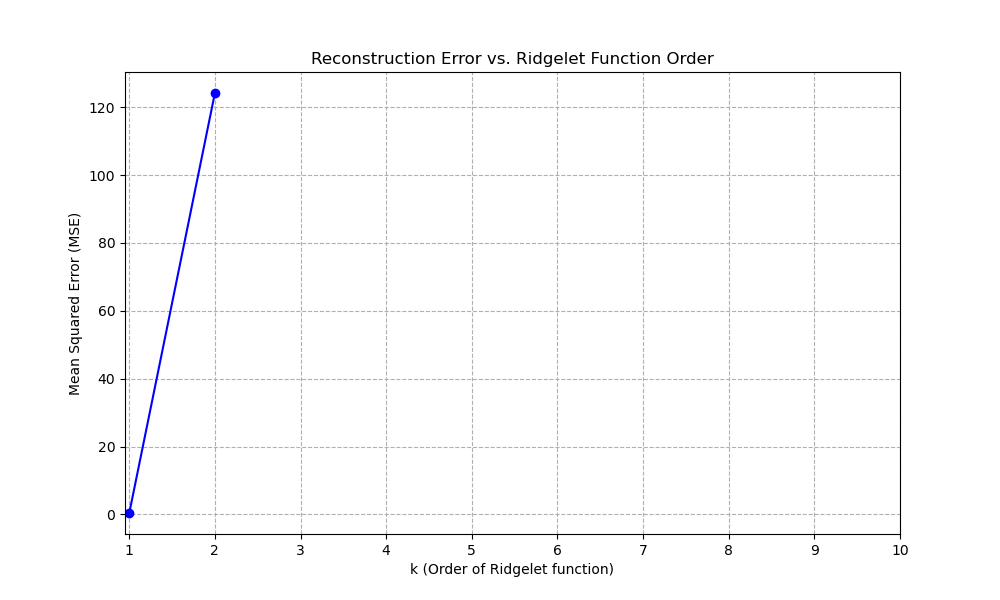 Reconstruction Error vs. Ridgelet Function Order
Mean Squared Error (MSE)
120
100
80
60
40
20
0
1 2 3 4 5 6 7 8 9 10
k (Order of Ridgelet function)